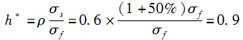 h* = ρ σs/σf = 0.6 × (1+50%)σf/σf = 0.9